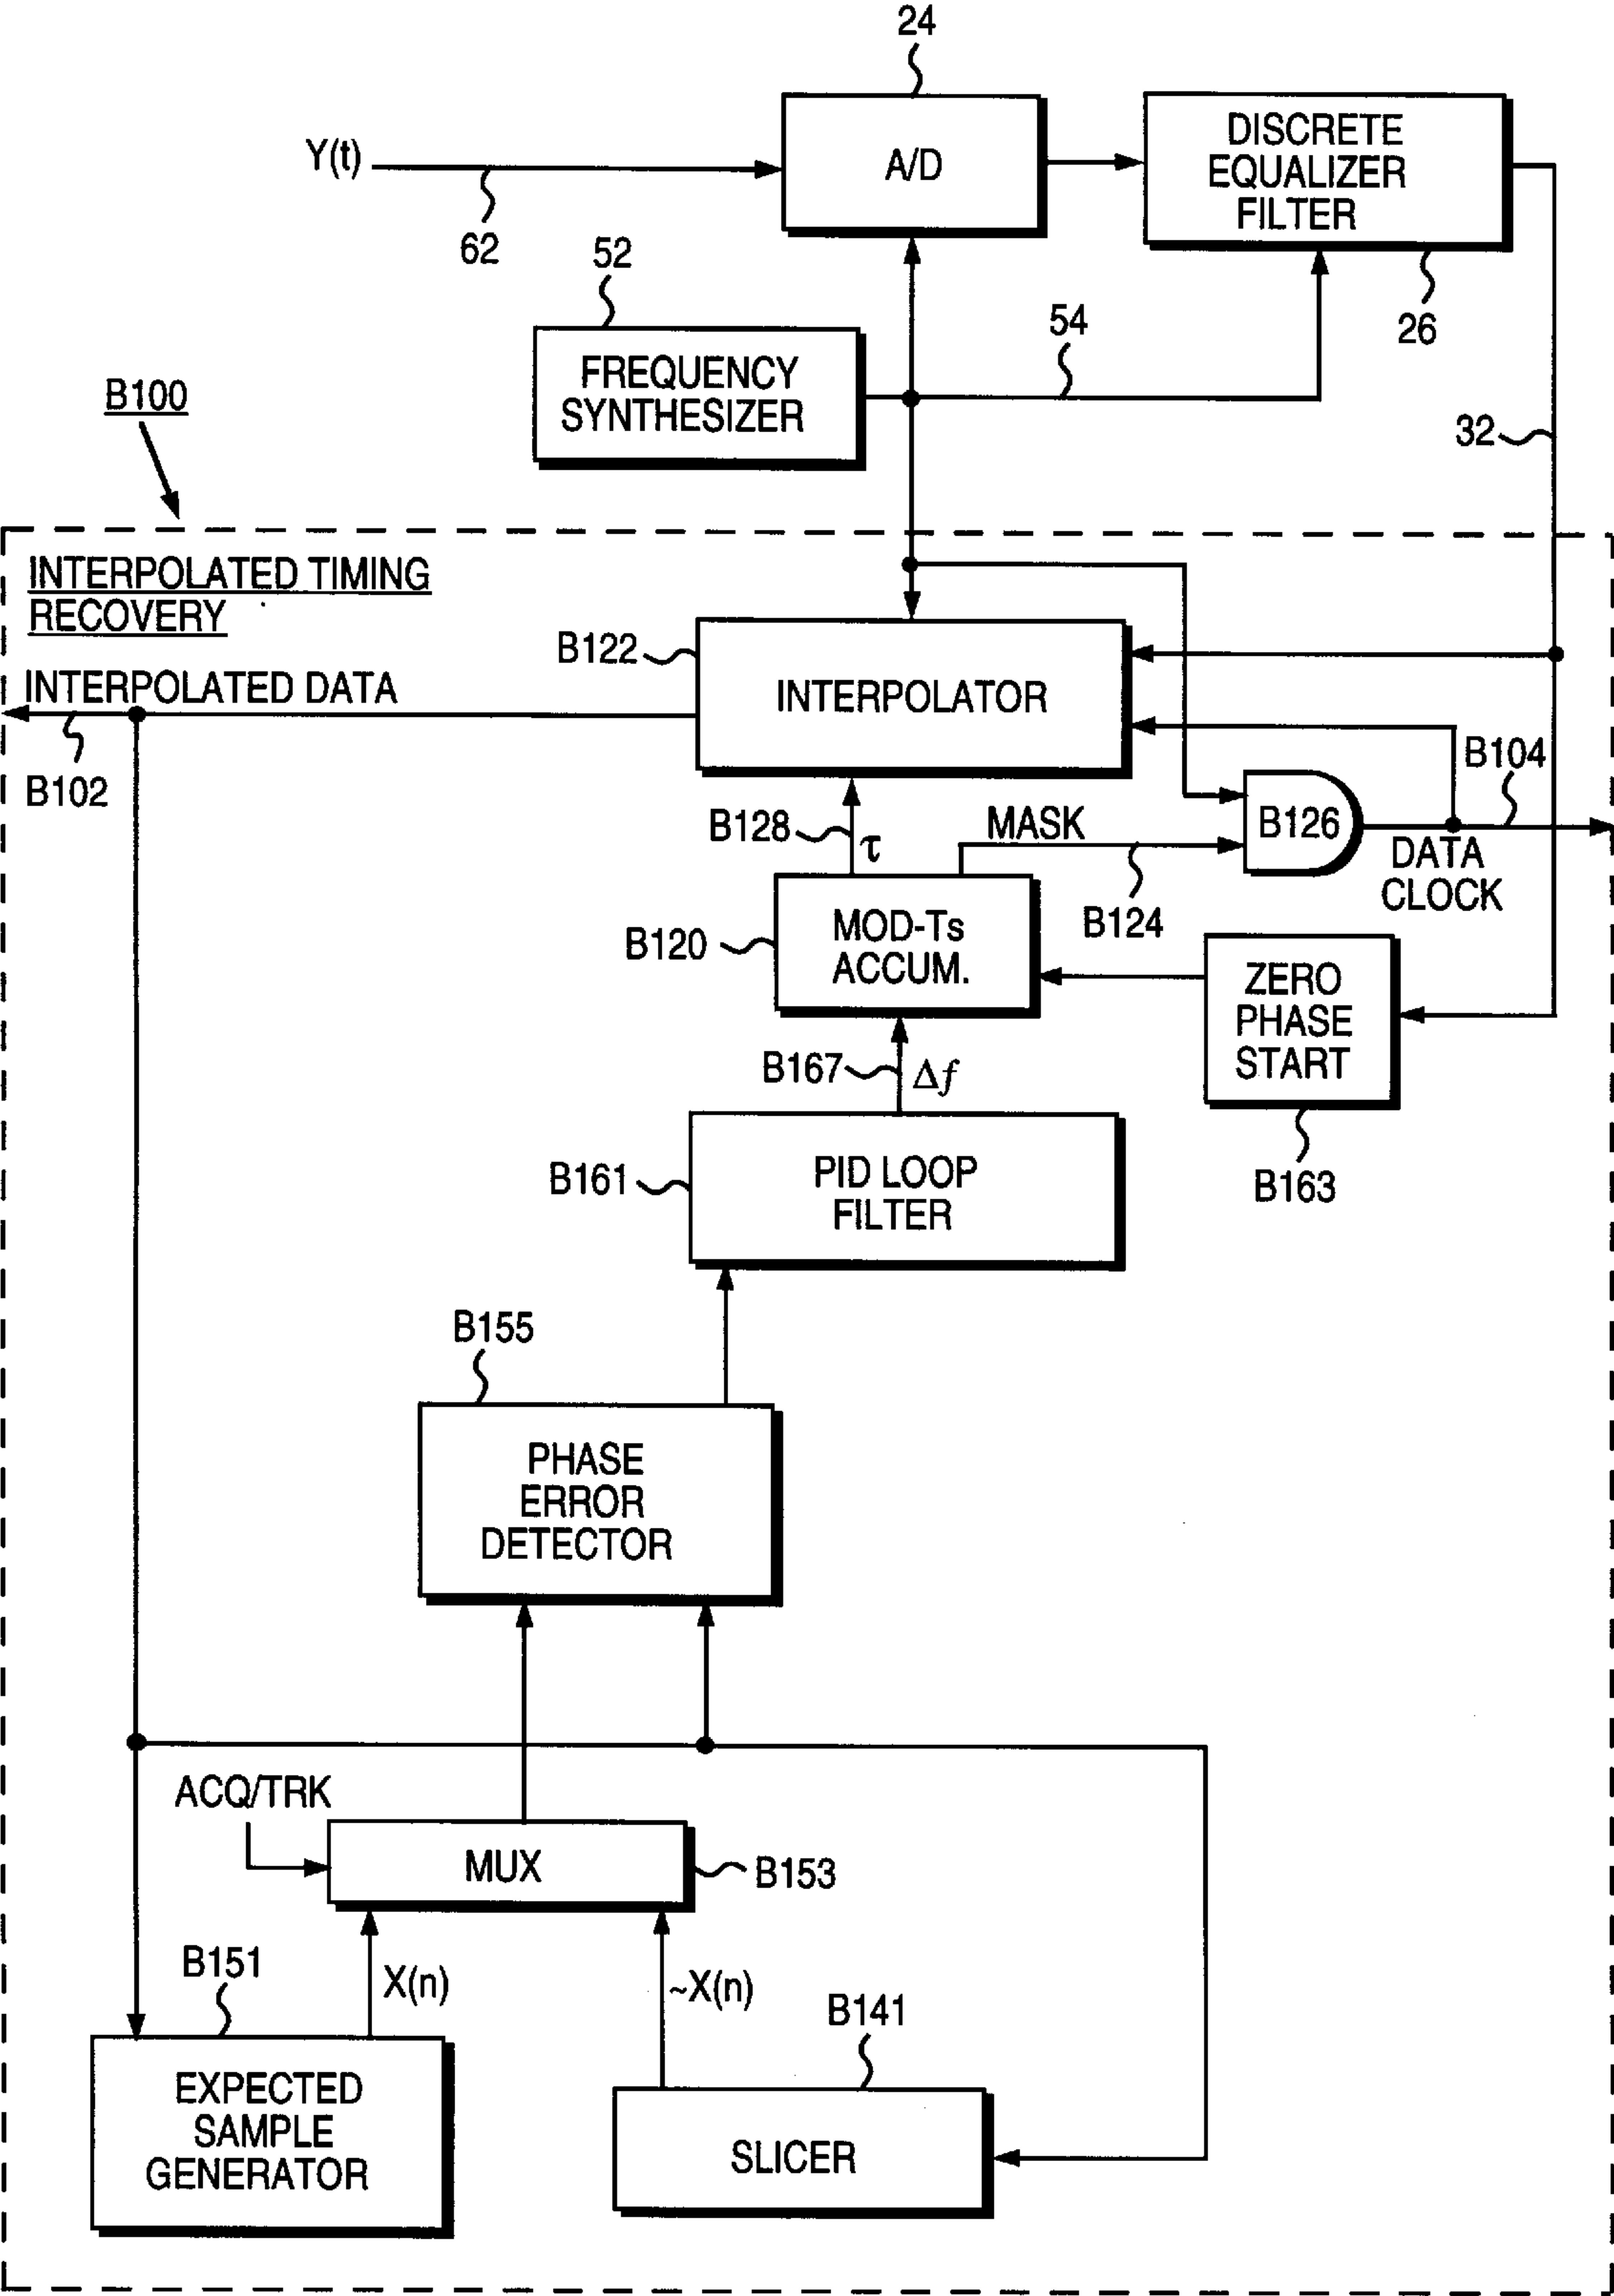 24
Y(t)
62
A/D
DISCRETE
EQUALIZER
FILTER
26
52
FREQUENCY
SYNTHESIZER
54
32
B100
INTERPOLATED TIMING
RECOVERY
B122
INTERPOLATOR
INTERPOLATED DATA
B102
B128
τ
MASK
B124
B126
B104
DATA
CLOCK
B120
MOD-Ts
ACCUM.
ZERO
PHASE
START
B163
B167
Δf
B161
PID LOOP
FILTER
B155
PHASE
ERROR
DETECTOR
ACQ/TRK
MUX
B153
B151
X(n)
~X(n)
B141
EXPECTED
SAMPLE
GENERATOR
SLICER